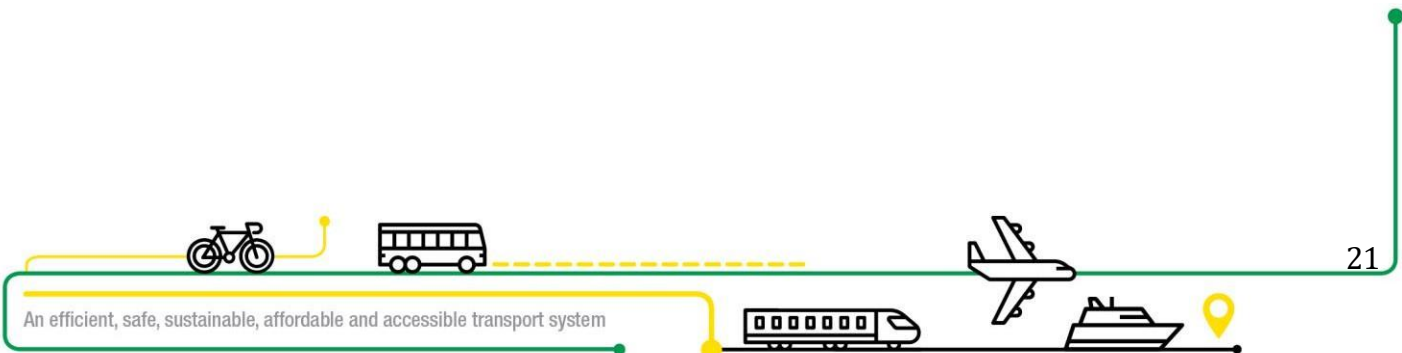 21
An efficient, safe, sustainable, affordable and accessible transport system